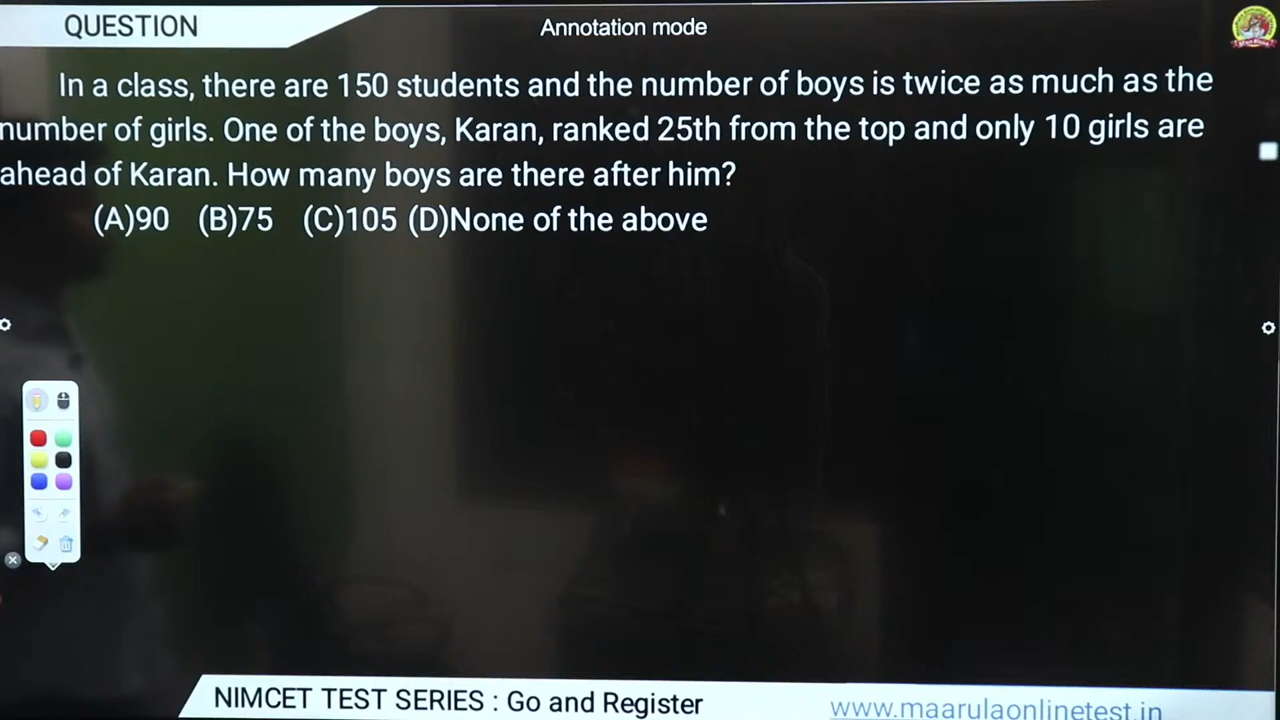 QUESTION
Annotation mode
In a class, there are 150 students and the number of boys is twice as much as the
number of girls. One of the boys, Karan, ranked 25th from the top and only 10 girls are
ahead of Karan. How many boys are there after him?
(A)90 (B)75 (C)105 (D)None of the above
NIMCET TEST SERIES : Go and Register
www.maarulaonlinetest.in